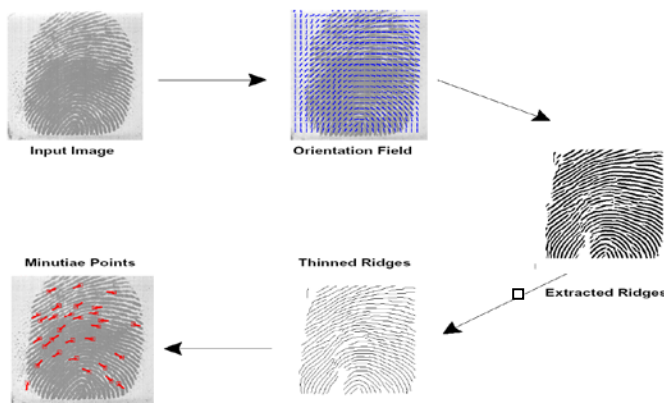 Input Image
Orientation Field
Extracted Ridges
Thinned Ridges
Minutiae Points